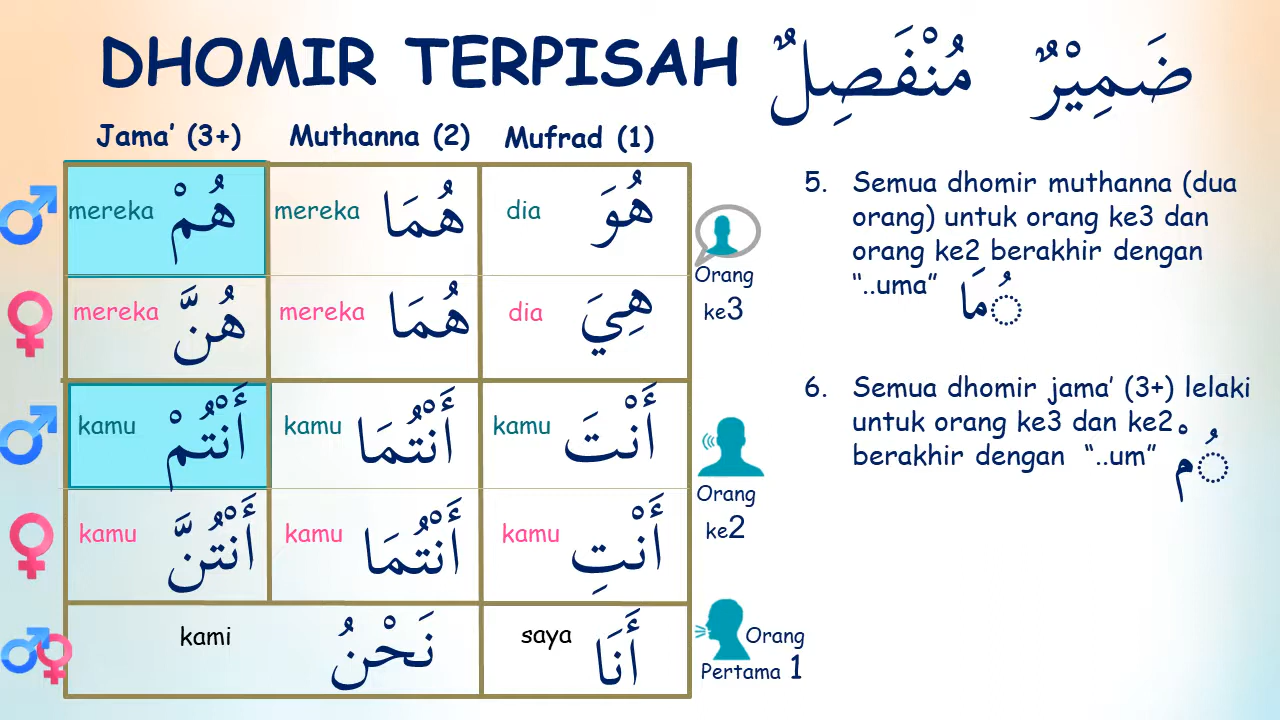 DHOMIR TERPISAH ضَمِيْرٌ مُنْفَصِلٌ
Jama’ (3+) Muthanna (2) Mufrad (1)
mereka هُمْ mereka هُمَا dia هُوَ
Orang
mereka هُنَّ mereka هُمَا dia هِيَ
ke3
kamu أَنْتُمْ kamu أَنْتُمَا kamu أَنْتَ
Orang
kamu أَنْتُنَّ kamu أَنْتُمَا kamu أَنْتِ
ke2
kami نَحْنُ saya أَنَا
Orang
Pertama 1
5. Semua dhomir muthanna (dua
orang) untuk orang ke3 dan
orang ke2 berakhir dengan
“..uma” ◌ُمَا
6. Semua dhomir jama’ (3+) lelaki
untuk orang ke3 dan ke2
berakhir dengan “..um” ◌ُمْ